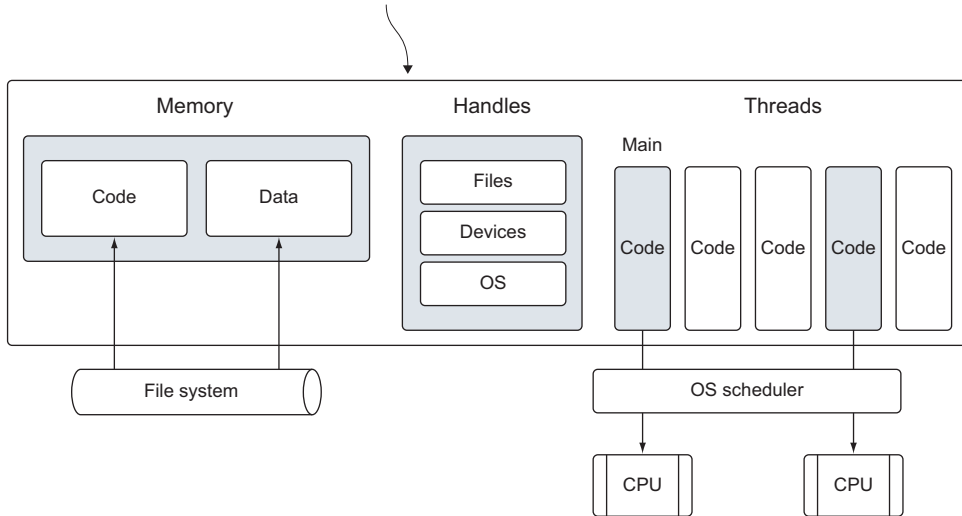 Memory
Handles
Threads
Main
Code
Data
Files
Devices
OS
Code
Code
Code
Code
Code
File system
OS scheduler
CPU
CPU